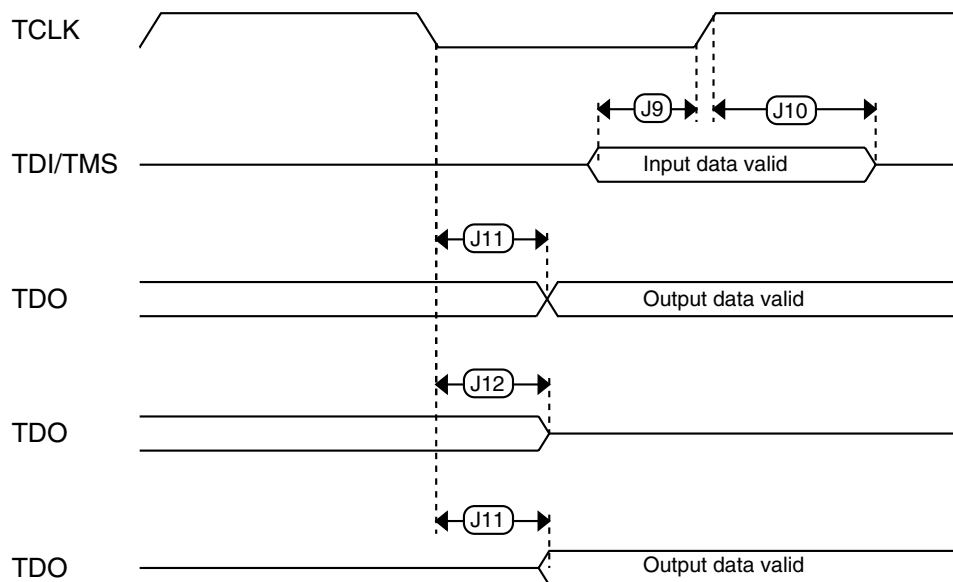 TCLK
J9
J10
TDI/TMS
Input data valid
J11
TDO
Output data valid
J12
TDO
J11
TDO
Output data valid